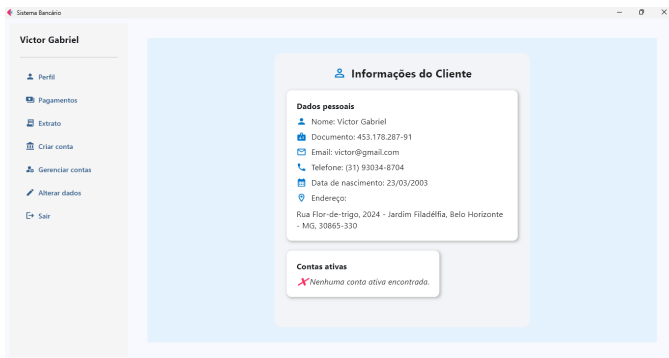 Sistema Bancário
Victor Gabriel
Perfil
Pagamentos
Extrato
Criar conta
Gerenciar contas
Alterar dados
Sair
Informações do Cliente
Dados pessoais
Nome: Victor Gabriel
Documento: 453.178.287-91
Email: victor@gmail.com
Telefone: (31) 93034-8704
Data de nascimento: 23/03/2003
Endereço:
Rua Flor-de-trigo, 2024 - Jardim Filadélfia, Belo Horizonte
- MG, 30865-330
Contas ativas
Nenhuma conta ativa encontrada.